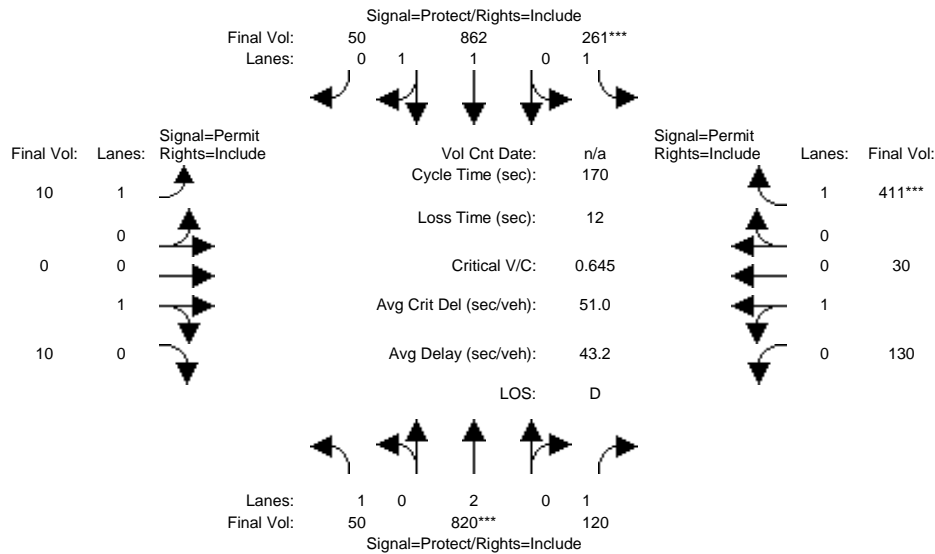 Signal=Protect/Rights=Include
Final Vol: 50 862 261***
Lanes: 0 1 1 0 1
Signal=Permit Signal=Permit
Final Vol: Lanes: Rights=Include Vol Cnt Date: n/a Rights=Include Lanes: Final Vol:
Cycle Time (sec): 170
10 1 1 411***
Loss Time (sec): 12
0 0
0 0 Critical V/C: 0.645 0 30
1 Avg Crit Del (sec/veh): 51.0 1
10 0 Avg Delay (sec/veh): 43.2 0 130
LOS: D
Lanes: 1 0 2 0 1
Final Vol: 50 820*** 120
Signal=Protect/Rights=Include